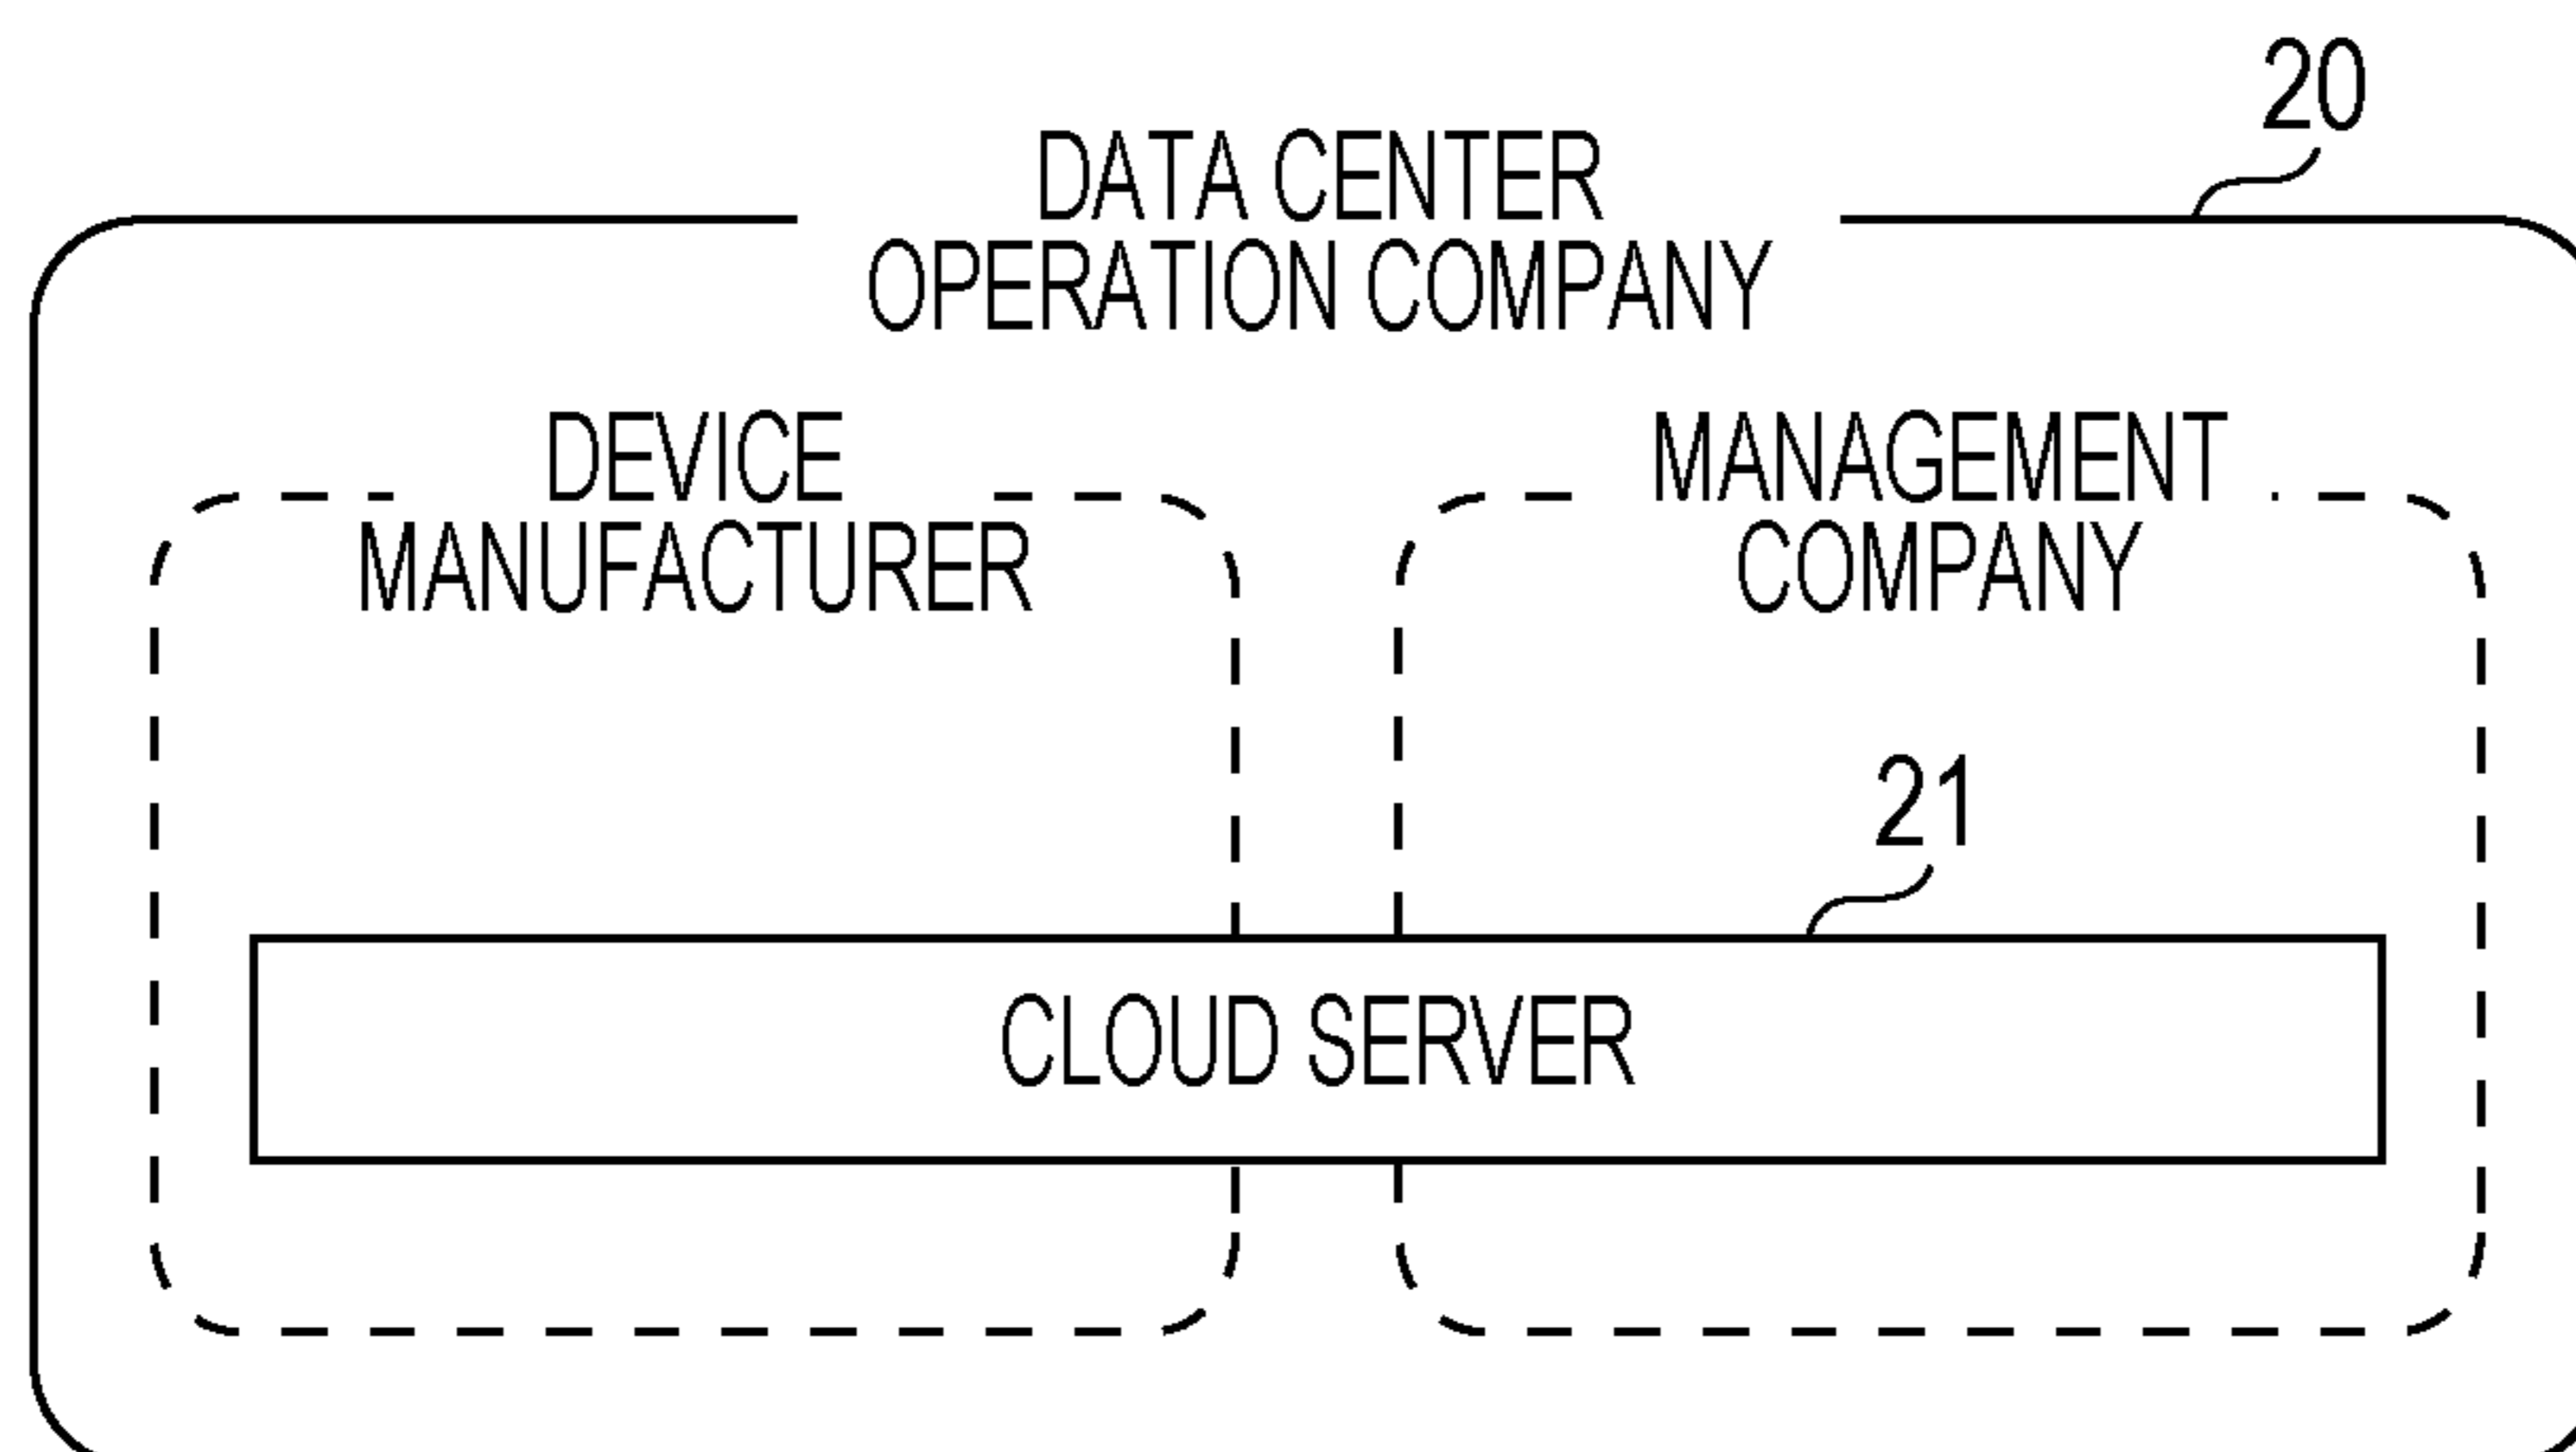 20
DATA CENTER
OPERATION COMPANY
DEVICE
MANUFACTURER
MANAGEMENT
COMPANY
21
CLOUD SERVER